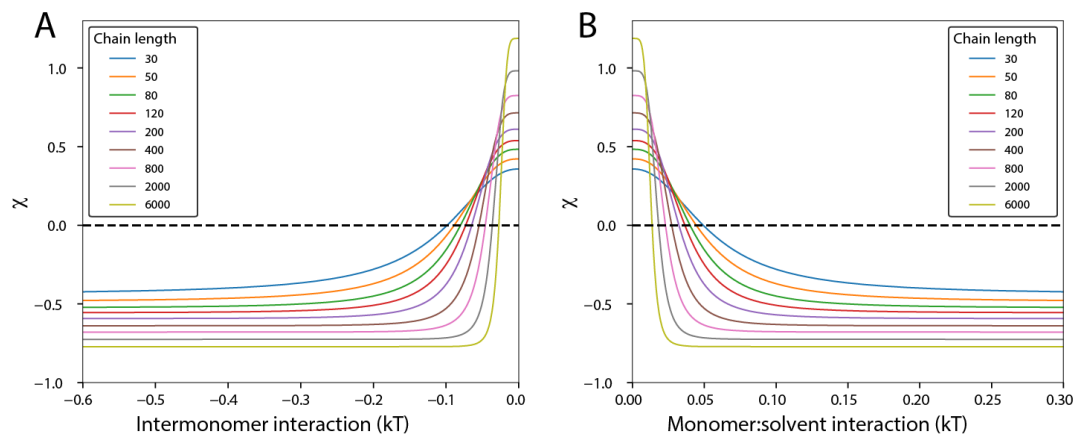 A
Chain length
30
50
80
120
200
400
800
2000
6000
1.0
0.5
0.0
−0.5
−1.0
χ
−0.6 −0.5 −0.4 −0.3 −0.2 −0.1 0.0
Intermonomer interaction (kT)
B
Chain length
30
50
80
120
200
400
800
2000
6000
1.0
0.5
0.0
−0.5
−1.0
χ
0.00 0.05 0.10 0.15 0.20 0.25 0.30
Monomer:solvent interaction (kT)